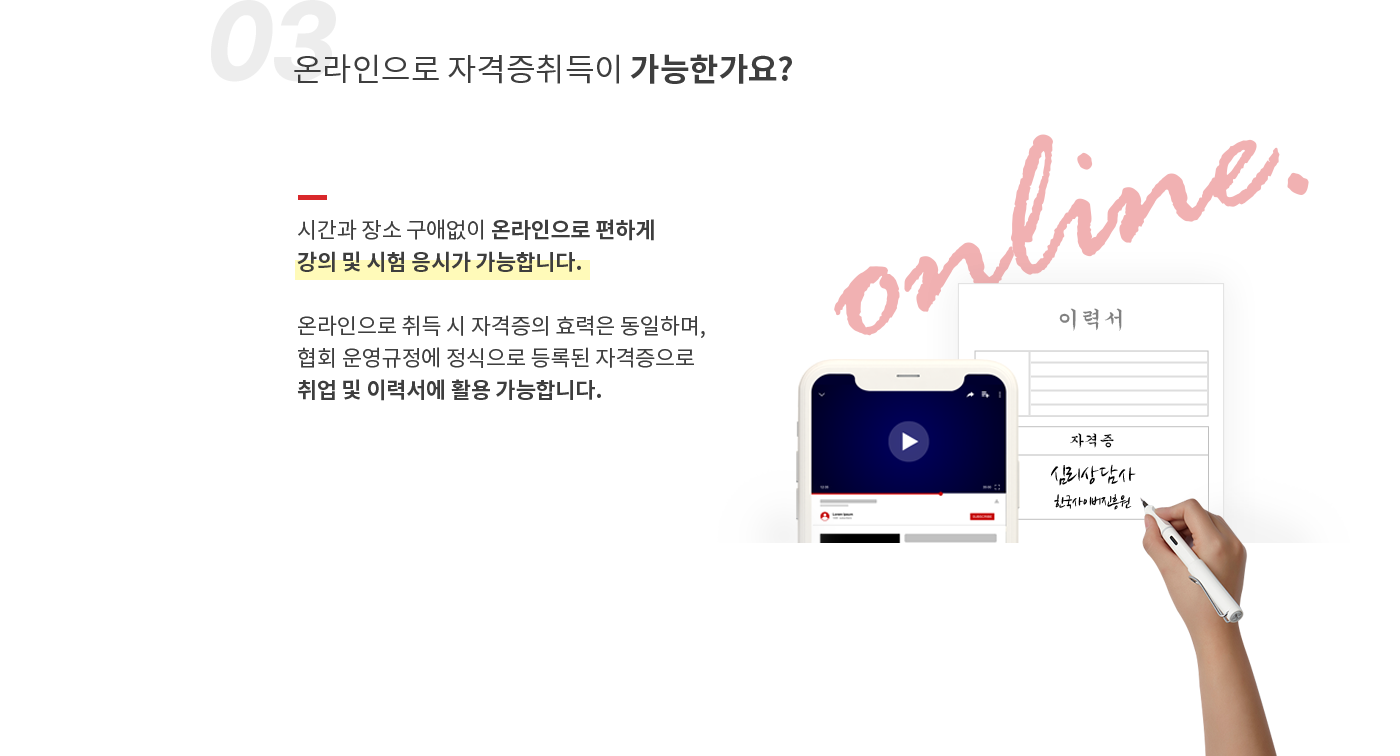 03
온라인으로 자격증취득이 가능한가요?
시간과 장소 구애없이 온라인으로 편하게
강의 및 시험 응시가 가능합니다.
온라인으로 취득 시 자격증의 효력은 동일하며,
협회 운영규정에 정식으로 등록된 자격증으로
취업 및 이력서에 활용 가능합니다.
online.
이력서
자격증
심리상담사
한국사이버진흥원
Lorem Ipsum
SUBSCRIBE